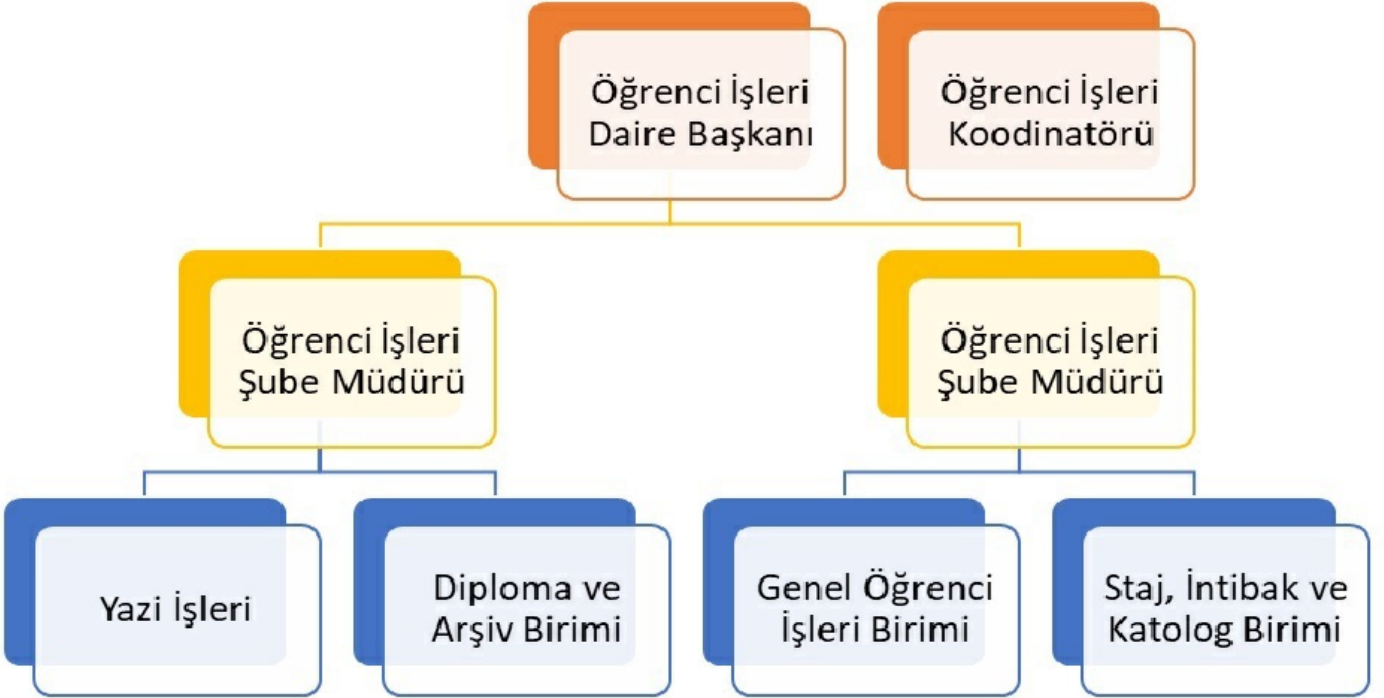 Öğrenci İşleri
Daire Başkanı
Öğrenci İşleri
Koodinatörü
Öğrenci İşleri
Şube Müdürü
Öğrenci İşleri
Şube Müdürü
Yazi İşleri
Diploma ve
Arşiv Birimi
Genel Öğrenci
İşleri Birimi
Staj, İntibak ve
Katolog Birimi